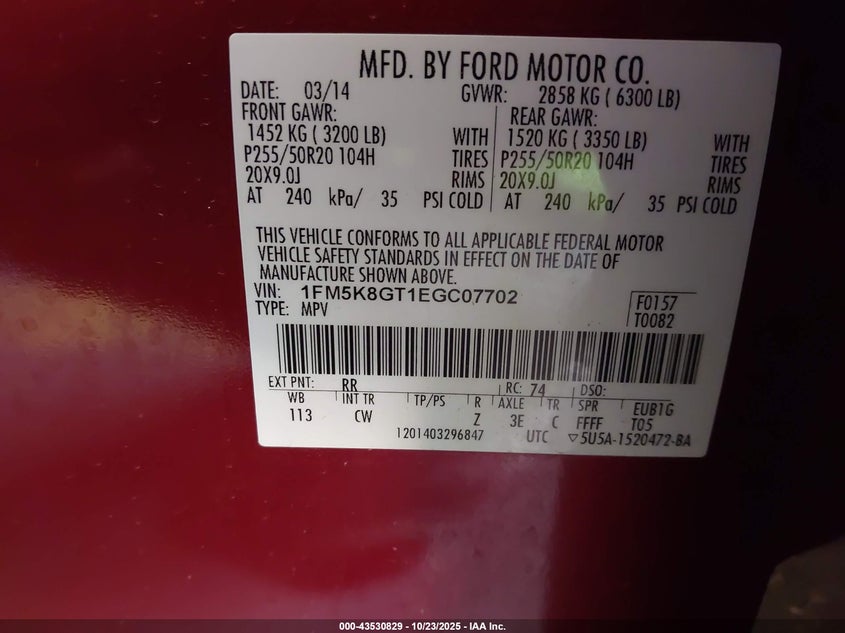 MFD. BY FORD MOTOR CO.
DATE: 03/14 GVWR: 2858 KG ( 6300 LB)
FRONT GAWR: REAR GAWR:
1452 KG ( 3200 LB) WITH 1520 KG ( 3350 LB) WITH
P255/50R20 104H TIRES P255/50R20 104H TIRES
20X9.0J RIMS 20X9.0J RIMS
AT 240 kPa/ 35 PSI COLD AT 240 kPa/ 35 PSI COLD
THIS VEHICLE CONFORMS TO ALL APPLICABLE FEDERAL MOTOR
VEHICLE SAFETY STANDARDS IN EFFECT ON THE DATE OF
MANUFACTURE SHOWN ABOVE.
VIN: 1FM5K8GT1EGC07702 F0157
TYPE: MPV T0082
EXT PNT: RR RC: 74 DSO:
WB INT TR TP/PS R AXLE TR SPR EUB1G
113 CW Z 3E C FFFF T05
1201403296847 UTC ▽5U5A-1520472-BA
000-43530829 - 10/23/2025 - IAA Inc.